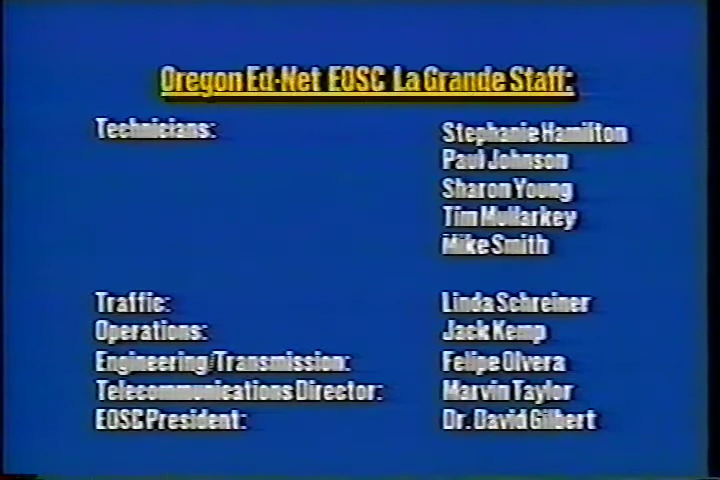 Oregon Ed-Net EOSC La Grande Staff:
Technicians: Stephanie Hamilton
Paul Johnson
Sharon Young
Tim Mullarkey
Mike Smith
Traffic: Linda Schreiner
Operations: Jack Kemp
Engineering/Transmission: Felipe Olvera
Telecommunications Director: Marvin Taylor
EOSC President: Dr. David Gilbert